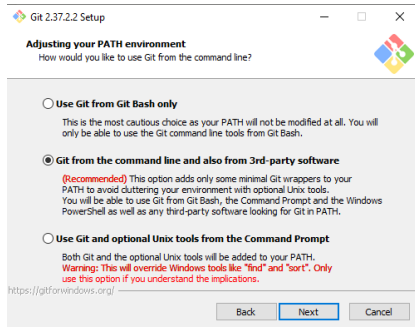 Git 2.37.2.2 Setup
Adjusting your PATH environment
How would you like to use Git from the command line?
Use Git from Git Bash only
This is the most cautious choice as your PATH will not be modified at all. You will
only be able to use the Git command line tools from Git Bash.
Git from the command line and also from 3rd-party software
(Recommended) This option adds only some minimal Git wrappers to your
PATH to avoid cluttering your environment with optional Unix tools.
You will be able to use Git from Git Bash, the Command Prompt and the Windows
PowerShell as well as any third-party software looking for Git in PATH.
Use Git and optional Unix tools from the Command Prompt
Both Git and the optional Unix tools will be added to your PATH.
Warning: This will override Windows tools like "find" and "sort". Only
use this option if you understand the implications.
https://gitforwindows.org/
Back Next Cancel